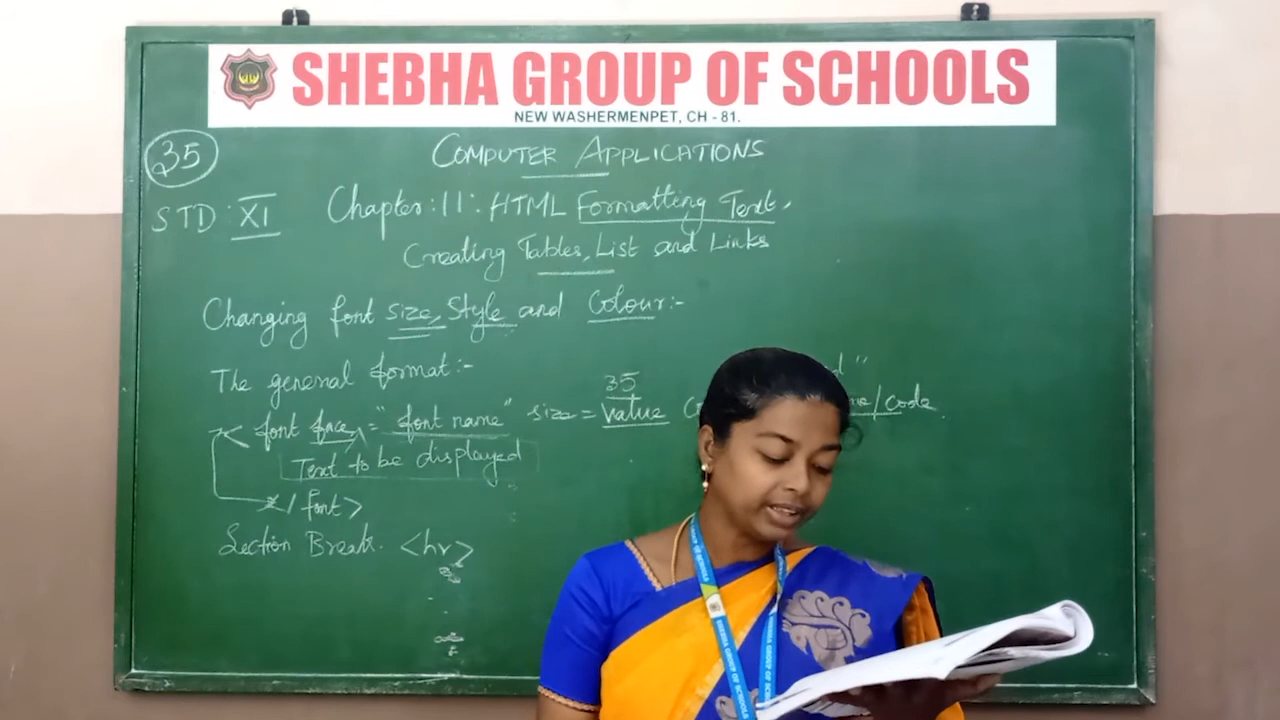 SHEBHA GROUP OF SCHOOLS
NEW WASHERMENPET, CH - 81.
35
COMPUTER APPLICATIONS
STD : XI Chapter : 11 : HTML Formatting Text,
Creating Tables, List and Links
Changing font size, Style and Colour:-
The general format:-
35
< font face = "font name" size = Value /code
Text to be displayed
</font>
Section Break <hr>